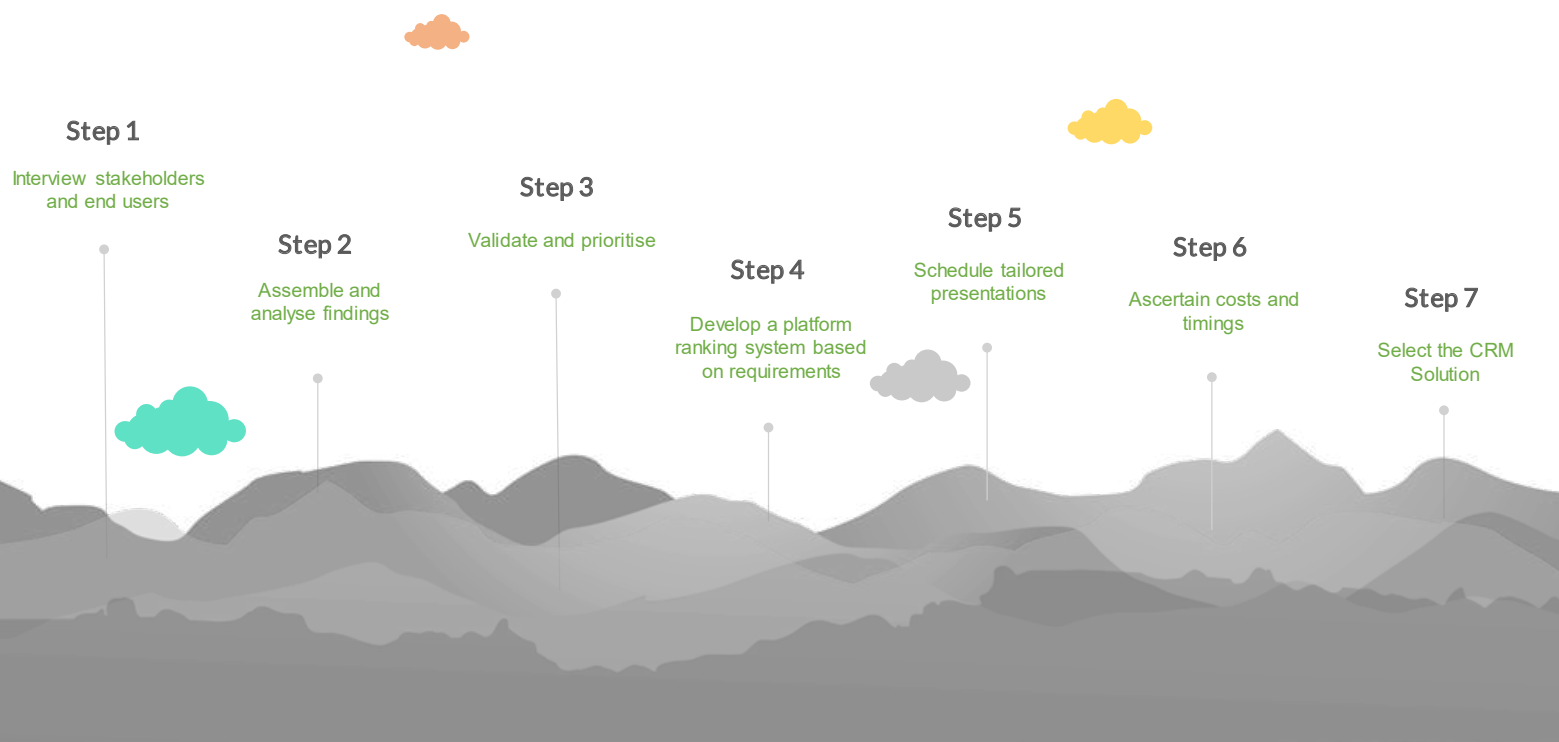 Step 1
Interview stakeholders
and end users
Step 2
Assemble and
analyse findings
Step 3
Validate and prioritise
Step 4
Develop a platform
ranking system based
on requirements
Step 5
Schedule tailored
presentations
Step 6
Ascertain costs and
timings
Step 7
Select the CRM
Solution